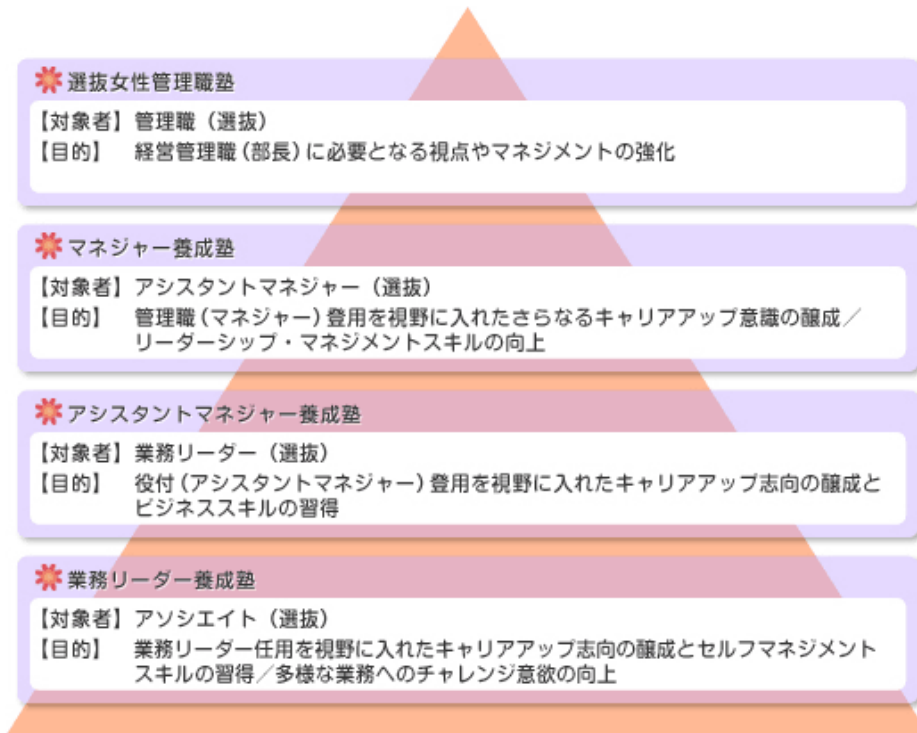 選抜女性管理職塾
【対象者】管理職（選抜）
【目的】 経営管理職（部長）に必要となる視点やマネジメントの強化
マネジャー養成塾
【対象者】アシスタントマネジャー（選抜）
【目的】 管理職（マネジャー）登用を視野に入れたさらなるキャリアアップ意識の醸成／
リーダーシップ・マネジメントスキルの向上
アシスタントマネジャー養成塾
【対象者】業務リーダー（選抜）
【目的】 役付（アシスタントマネジャー）登用を視野に入れたキャリアアップ志向の醸成と
ビジネススキルの習得
業務リーダー養成塾
【対象者】アソシエイト（選抜）
【目的】 業務リーダー任用を視野に入れたキャリアアップ志向の醸成とセルフマネジメント
スキルの習得／多様な業務へのチャレンジ意欲の向上